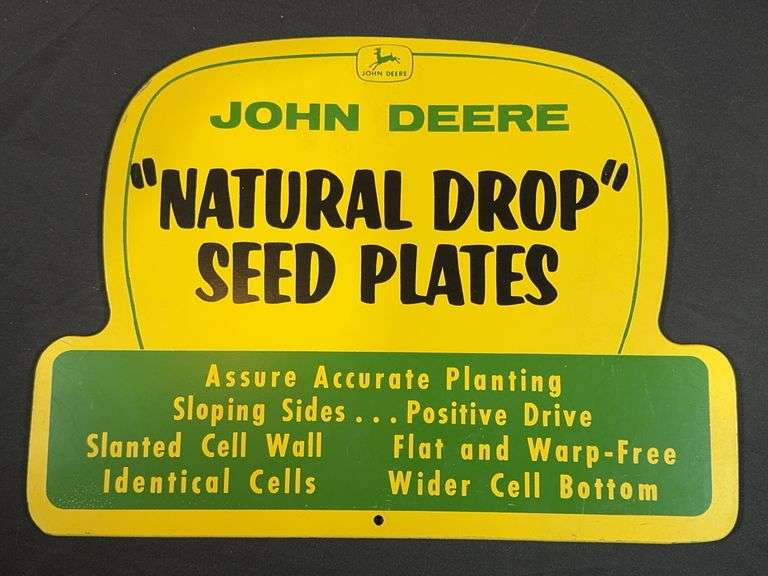 JOHN DEERE
JOHN DEERE
"NATURAL DROP"
SEED PLATES
Assure Accurate Planting
Sloping Sides... Positive Drive
Slanted Cell Wall Flat and Warp-Free
Identical Cells Wider Cell Bottom